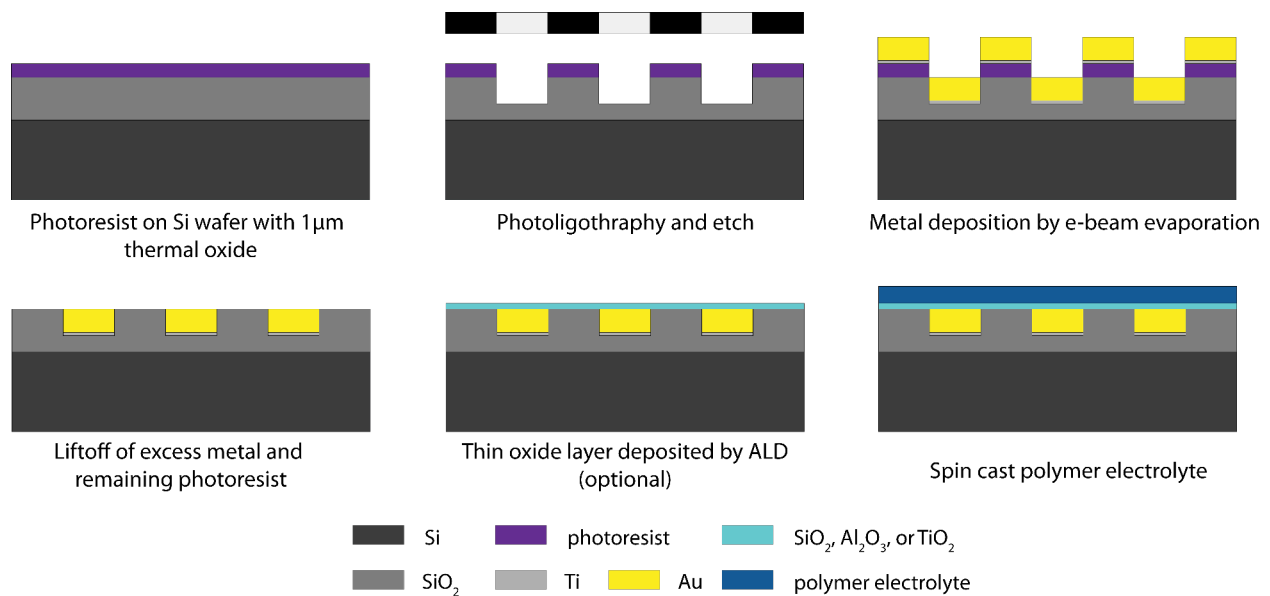 Photoresist on Si wafer with 1µm
thermal oxide
Photoligothraphy and etch
Metal deposition by e-beam evaporation
Liftoff of excess metal and
remaining photoresist
Thin oxide layer deposited by ALD
(optional)
Spin cast polymer electrolyte
Si
photoresist
SiO₂, Al₂O₃, or TiO₂
SiO₂
Ti
Au
polymer electrolyte